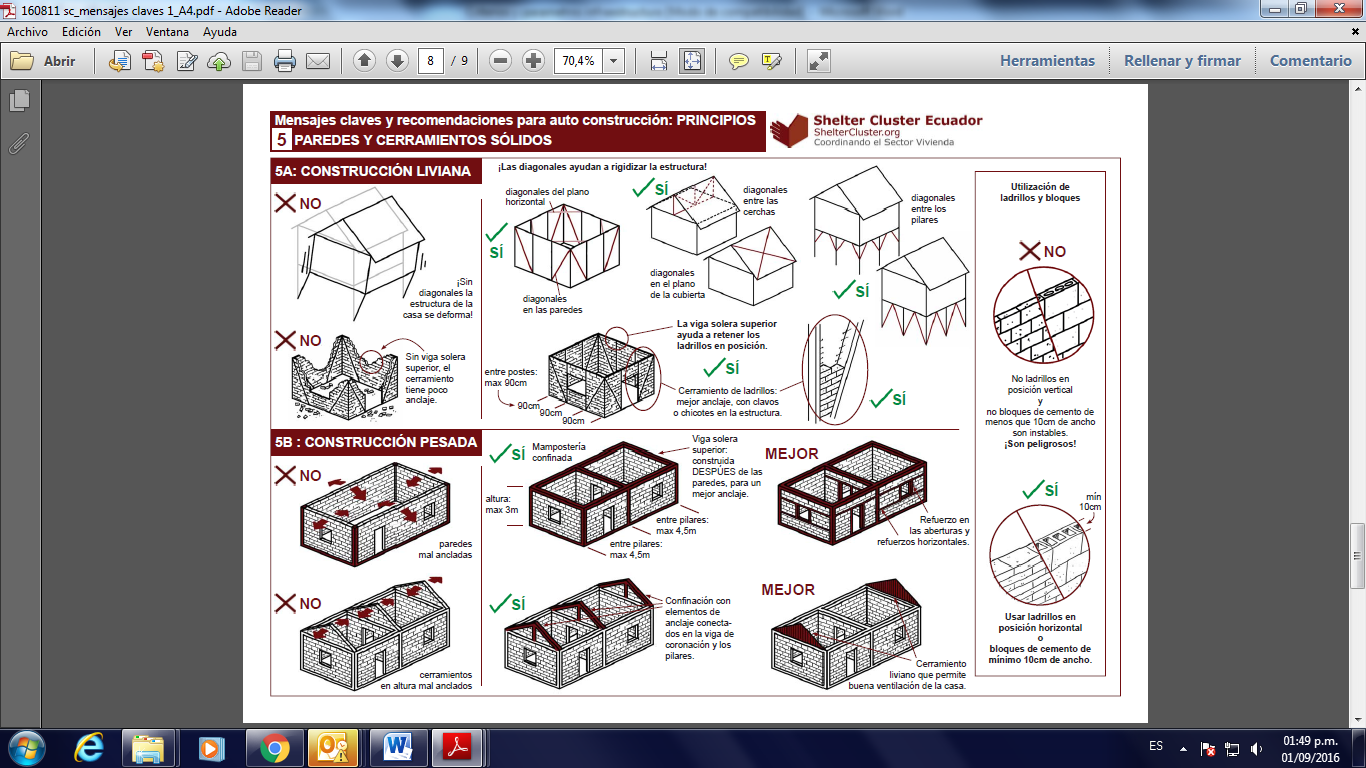 160811 sc_mensajes claves 1_A4.pdf - Adobe Reader
Archivo Edición Ver Ventana Ayuda
Abrir
8 / 9
70,4%
Herramientas
Rellenar y firmar
Comentario
Mensajes claves y recomendaciones para auto construcción: PRINCIPIOS
5 PAREDES Y CERRAMIENTOS SÓLIDOS
Shelter Cluster Ecuador
ShelterCluster.org
Coordinando el Sector Vivienda
5A: CONSTRUCCIÓN LIVIANA
NO
¡Sin
diagonales la
estructura de la
casa se deforma!
NO
Sin viga solera
superior, el
cerramiento
tiene poco
anclaje.
¡Las diagonales ayudan a rigidizar la estructura!
SÍ
diagonales del plano
horizontal
diagonales
en las paredes
SÍ
diagonales
entre las
cerchas
diagonales
en el plano
de la cubierta
diagonales
entre los
pilares
SÍ
entre postes:
max 90cm
90cm
90cm
90cm
La viga solera superior
ayuda a retener los
ladrillos en posición.
SÍ
Cerramiento de ladrillos:
mejor anclaje, con clavos
o chicotes en la estructura.
SÍ
Utilización de
ladrillos y bloques
NO
No ladrillos en
posición vertical
y
no bloques de cemento de
menos que 10cm de ancho
son instables.
¡Son peligrosos!
SÍ
mín
10cm
Usar ladrillos en
posición horizontal
o
bloques de cemento de
mínimo 10cm de ancho.
5B : CONSTRUCCIÓN PESADA
NO
paredes
mal ancladas
SÍ
Mampostería
confinada
altura:
max 3m
Viga solera
superior:
construida
DESPUÉS de las
paredes, para un
mejor anclaje.
entre pilares:
max 4,5m
entre pilares:
max 4,5m
MEJOR
Refuerzo en
las aberturas y
refuerzos horizontales.
NO
cerramientos
en altura mal anclados
SÍ
Confinación con
elementos de
anclaje conecta-
dos en la viga de
coronación y los
pilares.
MEJOR
Cerramiento
liviano que permite
buena ventilación de la casa.
ES
01:49 p.m.
01/09/2016